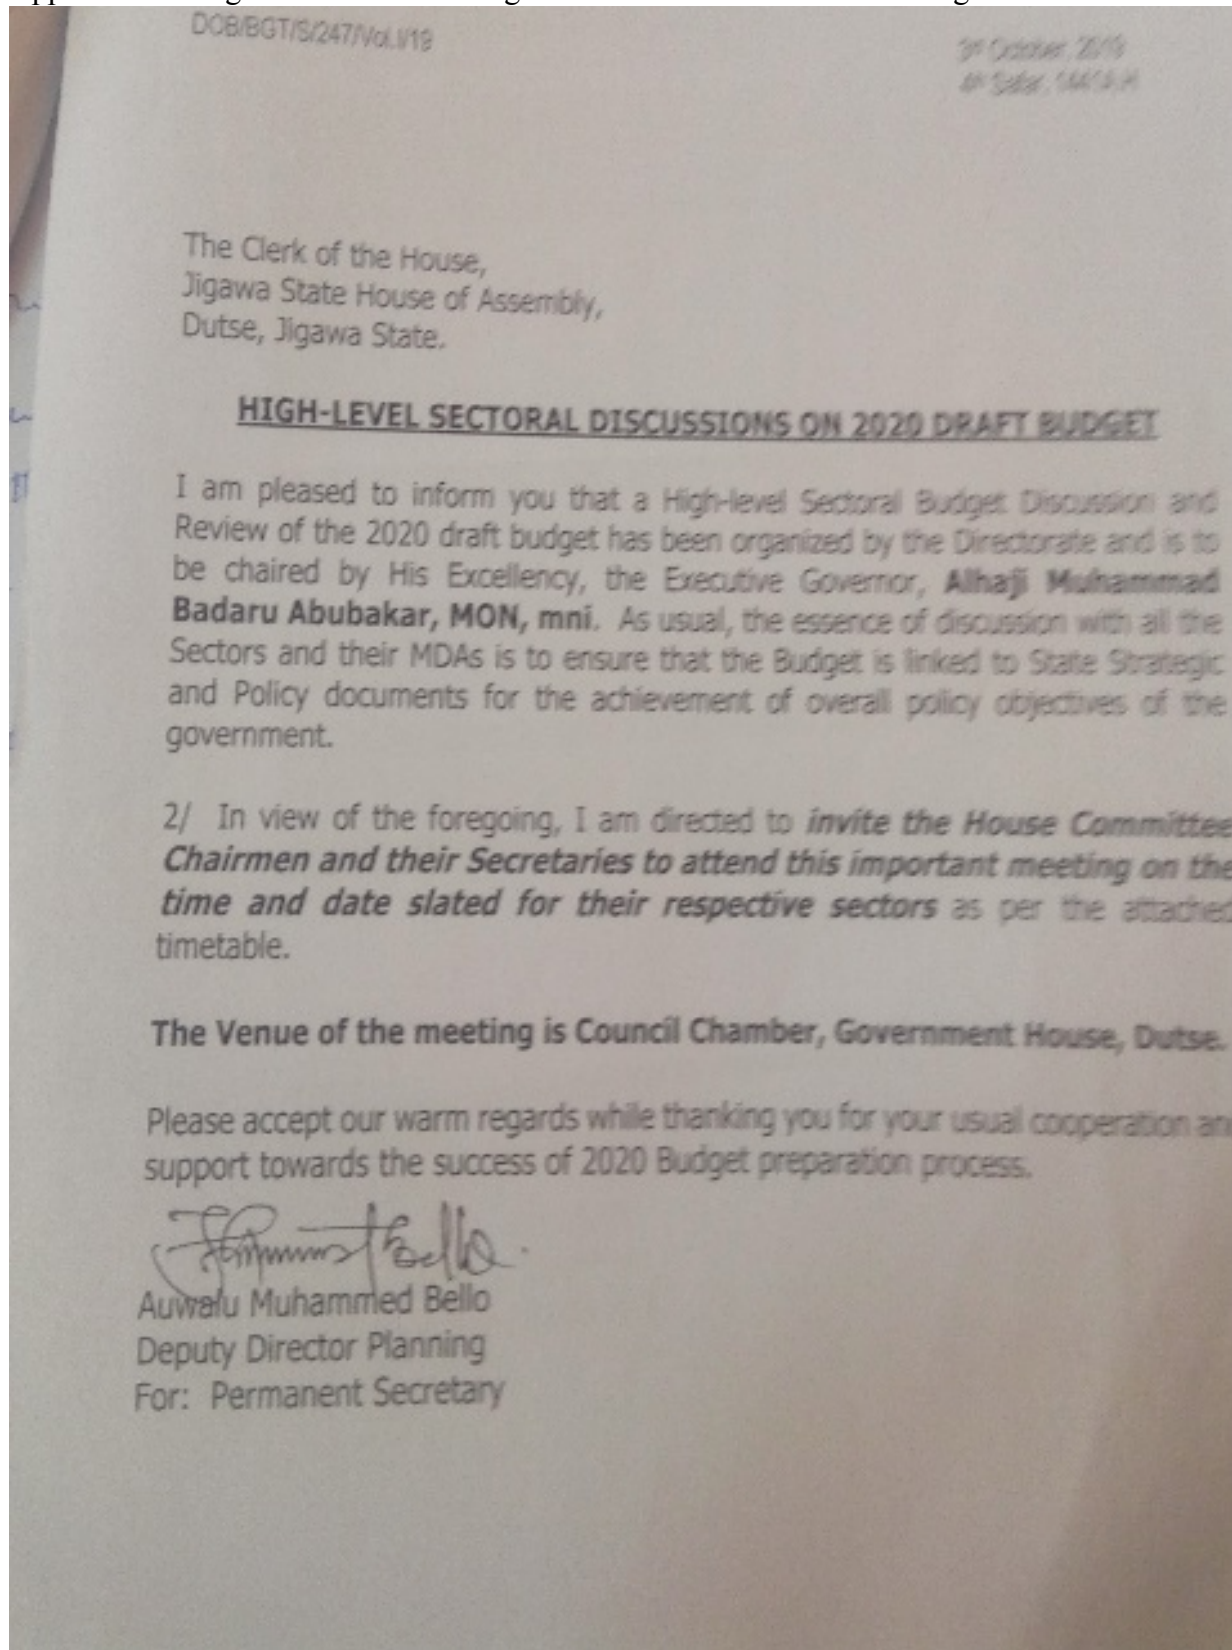 DOB/BGT/S/247/Vol.I/19
3rd October, 2019
4th Safar, 1441A.H
The Clerk of the House,
Jigawa State House of Assembly,
Dutse, Jigawa State.
HIGH-LEVEL SECTORAL DISCUSSIONS ON 2020 DRAFT BUDGET
I am pleased to inform you that a High-level Sectoral Budget Discussion and
Review of the 2020 draft budget has been organized by the Directorate and is to
be chaired by His Excellency, the Executive Governor, Alhaji Muhammad
Badaru Abubakar, MON, mni. As usual, the essence of discussion with all the
Sectors and their MDAs is to ensure that the Budget is linked to State Strategic
and Policy documents for the achievement of overall policy objectives of the
government.
2/ In view of the foregoing, I am directed to invite the House Committee
Chairmen and their Secretaries to attend this important meeting on the
time and date slated for their respective sectors as per the attached
timetable.
The Venue of the meeting is Council Chamber, Government House, Dutse.
Please accept our warm regards while thanking you for your usual cooperation an
support towards the success of 2020 Budget preparation process.
Auwalu Muhammed Bello
Deputy Director Planning
For: Permanent Secretary